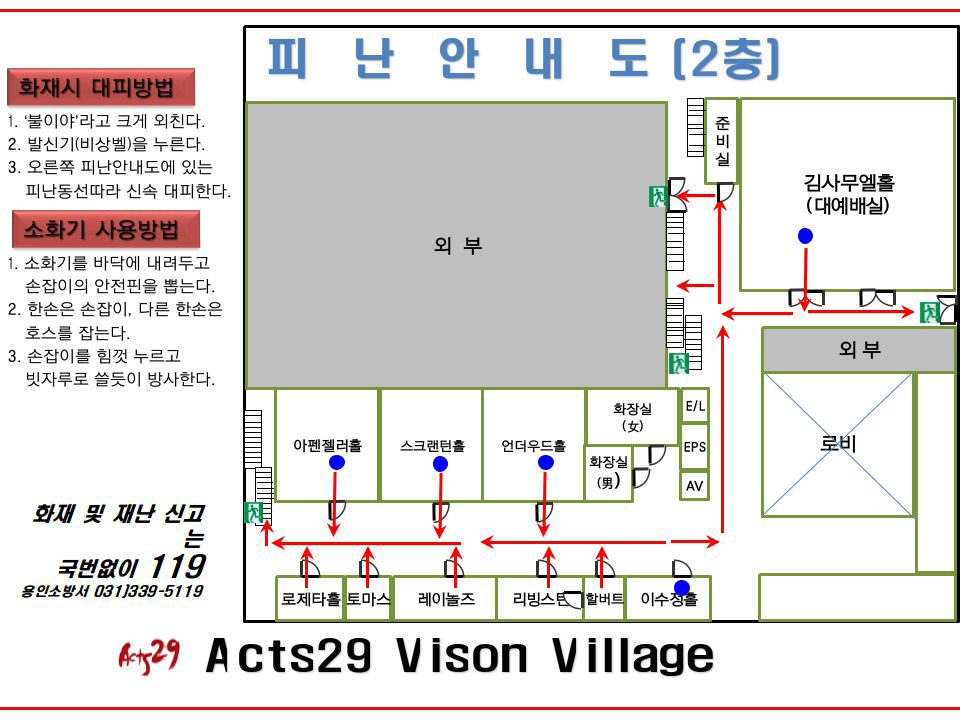 피 난 안 내 도 (2층)
화재시 대피방법
1. ‘불이야’라고 크게 외친다.
2. 발신기(비상벨)을 누른다.
3. 오른쪽 피난안내도에 있는
피난동선따라 신속 대피한다.
소화기 사용방법
1. 소화기를 바닥에 내려두고
손잡이의 안전핀을 뽑는다.
2. 한손은 손잡이, 다른 한손은
호스를 잡는다.
3. 손잡이를 힘껏 누르고
빗자루로 쓸듯이 방사한다.
화재 및 재난 신고
는
국번없이 119
용인소방서 031)339-5119
준
비
실
김사무엘홀
(대예배실)
외 부
외 부
로비
아펜젤러홀
스크랜턴홀
언더우드홀
화장실
(女)
화장실
(男)
E/L
EPS
AV
로제타홀
토마스
레이놀즈
리빙스턴
할버트
이수정홀
Acts29
Acts29 Vison Village